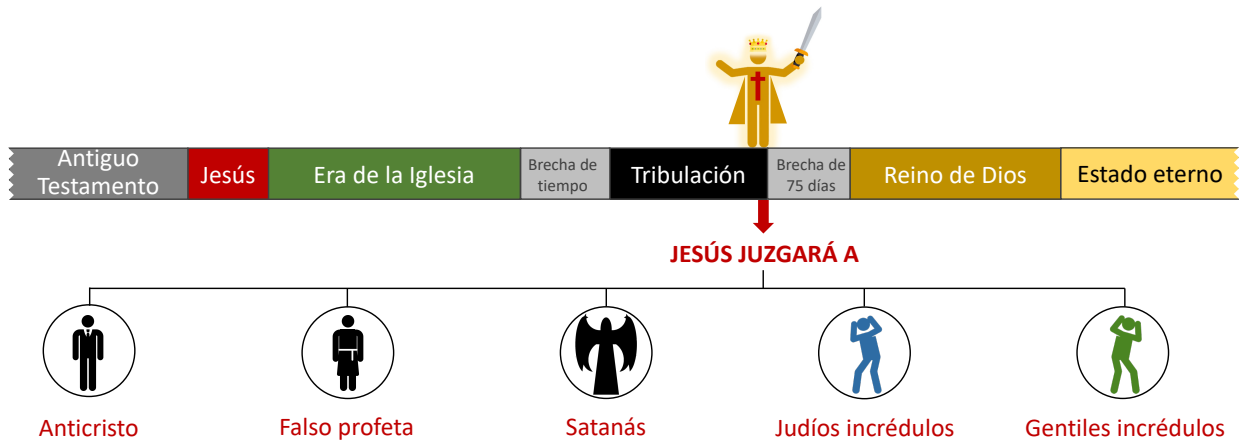 Antiguo
Testamento
Jesús
Era de la Iglesia
Brecha de
tiempo
Tribulación
Brecha de
75 días
Reino de Dios
Estado eterno
JESÚS JUZGARÁ A
Anticristo
Falso profeta
Satanás
Judíos incrédulos
Gentiles incrédulos